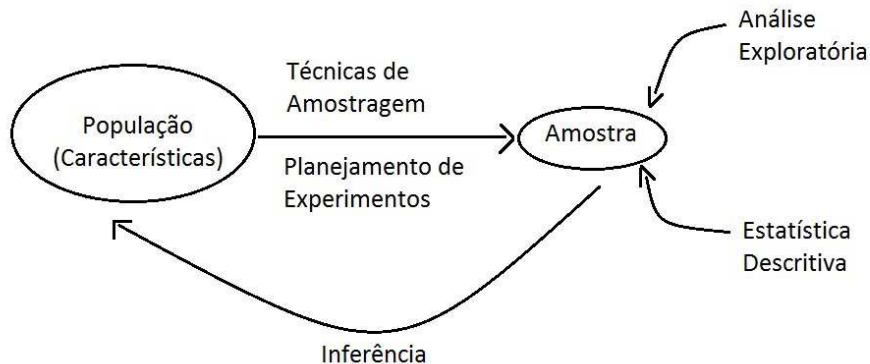 Análise
Exploratória
Técnicas de
Amostragem
População
(Características)
Amostra
Planejamento de
Experimentos
Estatística
Descritiva
Inferência